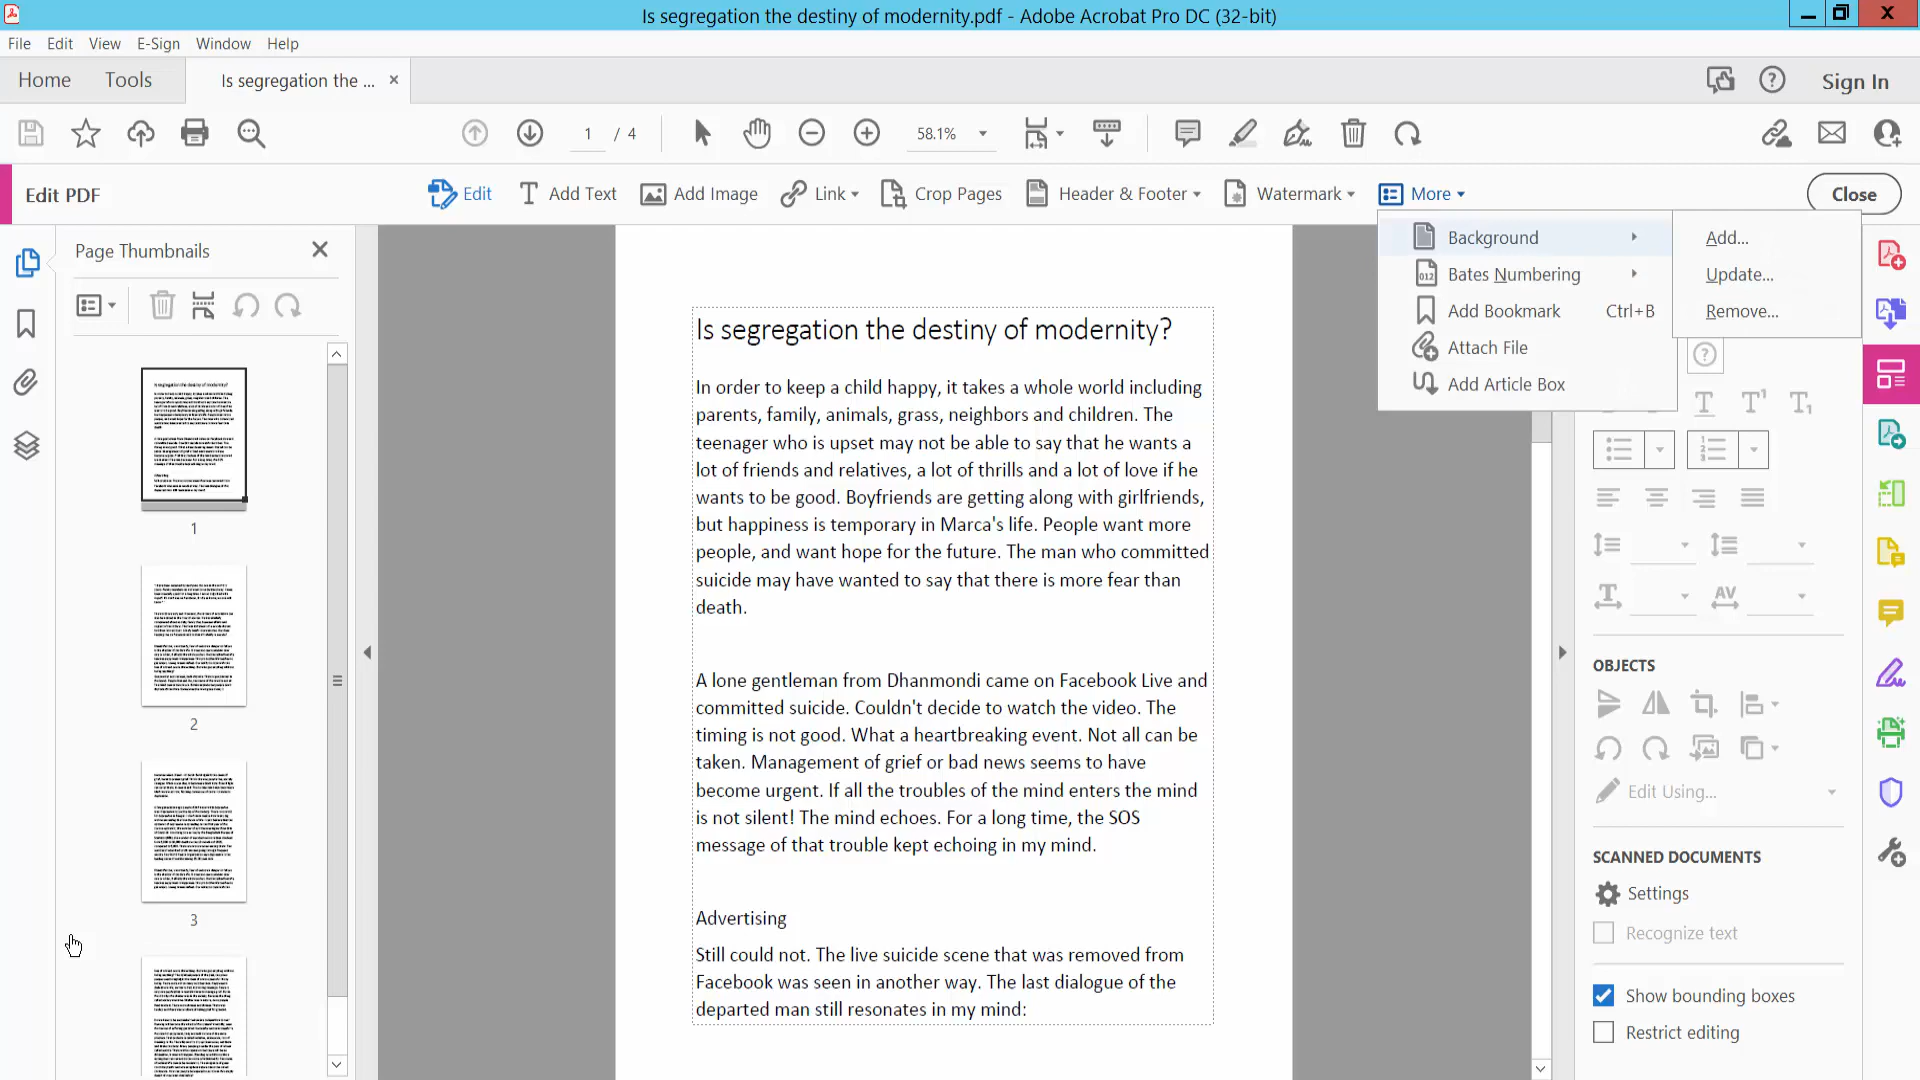 Is segregation the destiny of modernity.pdf - Adobe Acrobat Pro DC (32-bit)
File Edit View E-Sign Window Help
Home Tools Is segregation the ... Sign In
1 / 4 58.1%
Edit PDF Edit Add Text Add Image Link Crop Pages Header & Footer Watermark More Close
Page Thumbnails
Background
Bates Numbering
Add Bookmark Ctrl+B
Attach File
Add Article Box
Add...
Update...
Remove...
1
2
3
Is segregation the destiny of modernity?
In order to keep a child happy, it takes a whole world including
parents, family, animals, grass, neighbors and children. The
teenager who is upset may not be able to say that he wants a
lot of friends and relatives, a lot of thrills and a lot of love if he
wants to be good. Boyfriends are getting along with girlfriends,
but happiness is temporary in Marca's life. People want more
people, and want hope for the future. The man who committed
suicide may have wanted to say that there is more fear than
death.
A lone gentleman from Dhanmondi came on Facebook Live and
committed suicide. Couldn't decide to watch the video. The
timing is not good. What a heartbreaking event. Not all can be
taken. Management of grief or bad news seems to have
become urgent. If all the troubles of the mind enters the mind
is not silent! The mind echoes. For a long time, the SOS
message of that trouble kept echoing in my mind.
Advertising
Still could not. The live suicide scene that was removed from
Facebook was seen in another way. The last dialogue of the
departed man still resonates in my mind:
OBJECTS
Edit Using...
SCANNED DOCUMENTS
Settings
Recognize text
Show bounding boxes
Restrict editing